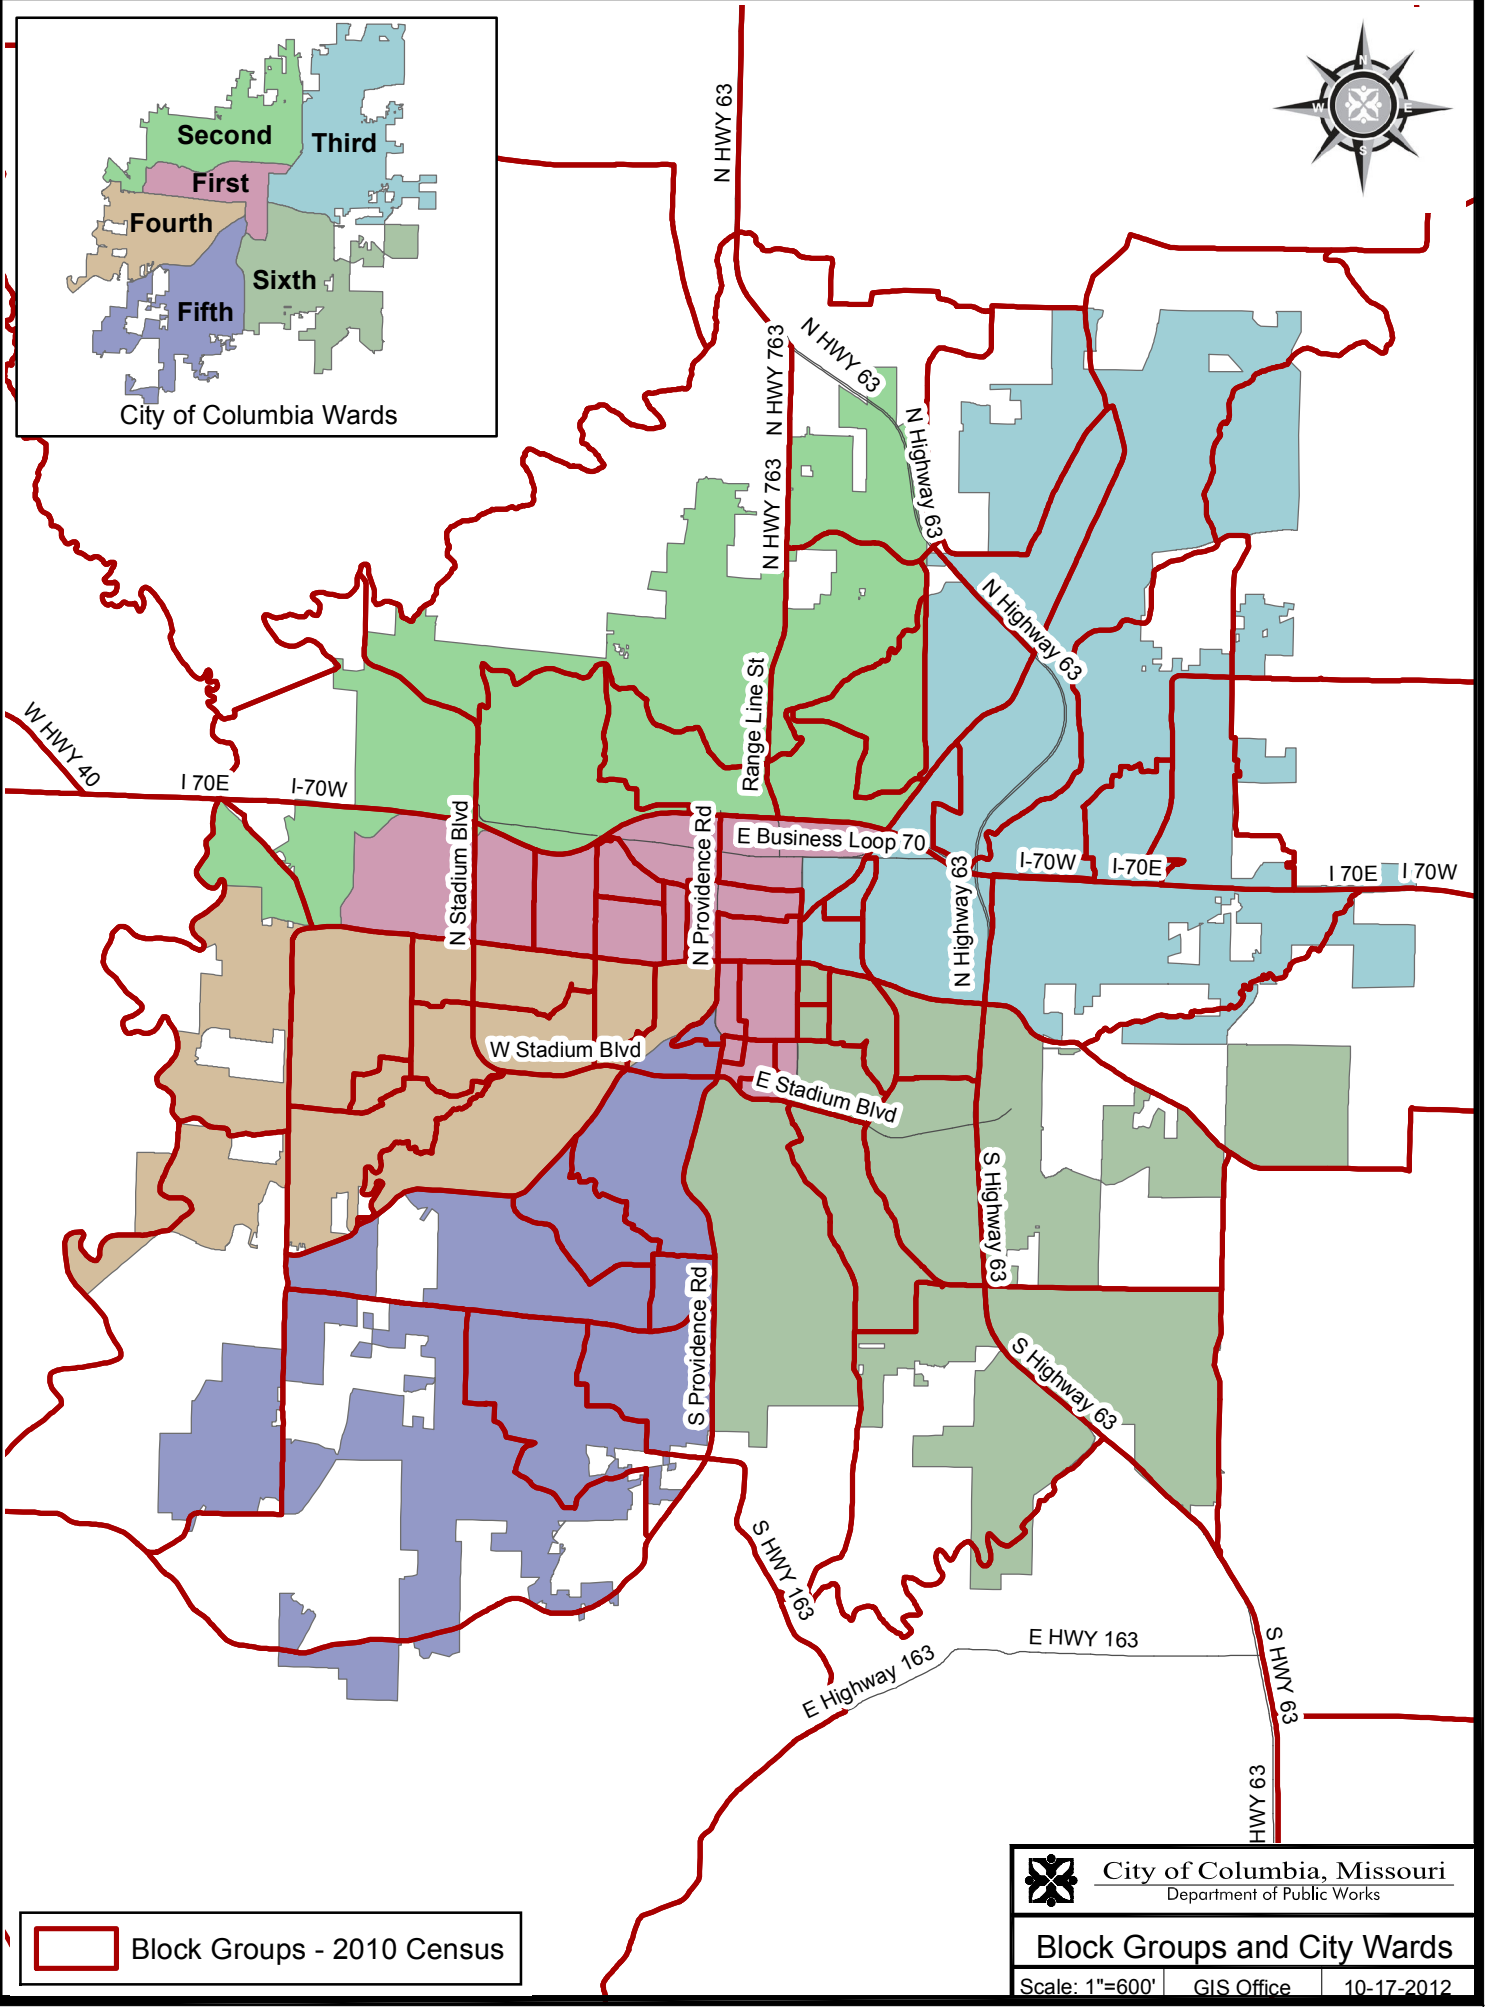 Second
Third
First
Fourth
Sixth
Fifth
City of Columbia Wards
N
W
E
S
N HWY 63
N HWY 763
N HWY 63
N HWY 763
N Highway 63
N Highway 63
Range Line St
W HWY 40
I 70E
I-70W
N Stadium Blvd
N Providence Rd
E Business Loop 70
N Highway 63
I-70W
I-70E
I 70E
I 70W
W Stadium Blvd
E Stadium Blvd
S Highway 63
S Providence Rd
S Highway 63
S HWY 163
E Highway 163
E HWY 163
S HWY 63
HWY 63
City of Columbia, Missouri
Department of Public Works
Block Groups and City Wards
Scale: 1"=600'
GIS Office
10-17-2012
Block Groups - 2010 Census